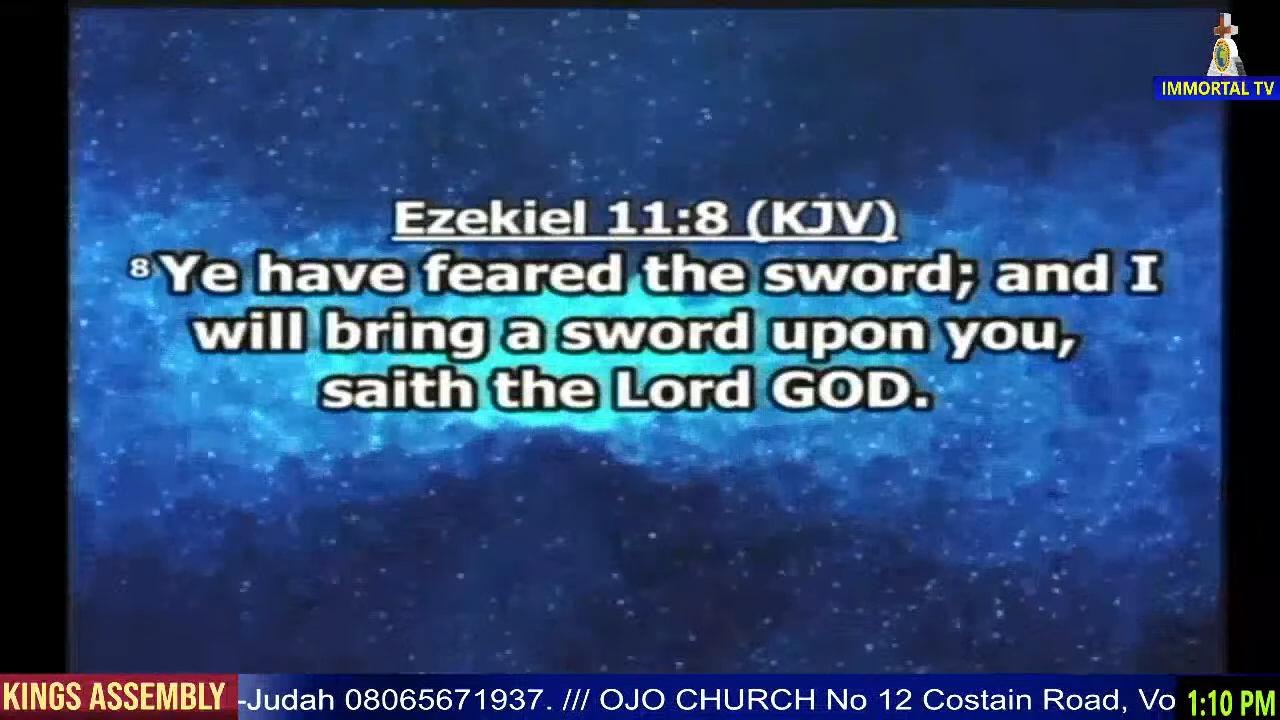 IMMORTAL TV
Ezekiel 11:8 (KJV)
8 Ye have feared the sword; and I
will bring a sword upon you,
saith the Lord GOD.
KINGS ASSEMBLY
-Judah 08065671937. /// OJO CHURCH No 12 Costain Road, Vo
1:10 PM